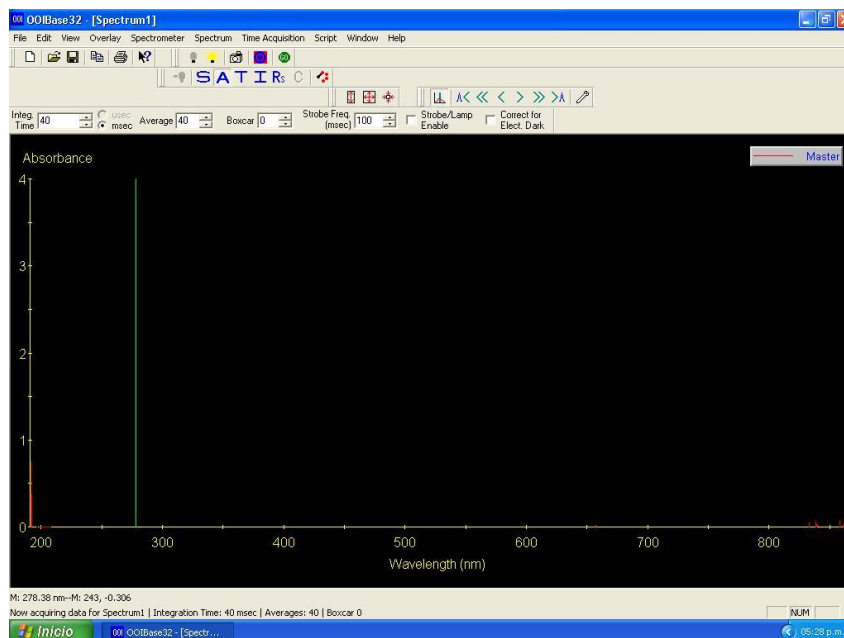 OOI OOIBase32 - [Spectrum1]
File Edit View Overlay Spectrometer Spectrum Time Acquisition Script Window Help
S A T I Rs C
Integ. Time 40 usec msec Average 40 Boxcar 0 Strobe Freq. (msec) 100 Strobe/Lamp Enable Correct for Elect. Dark
Absorbance
Master
4
3
2
1
0
200 300 400 500 600 700 800
Wavelength (nm)
M: 278.38 nm--M: 243, -0.306
Now acquiring data for Spectrum1 | Integration Time: 40 msec | Averages: 40 | Boxcar 0
NUM
Inicio OOI OOIBase32 - [Spectr... 05:28 p.m.